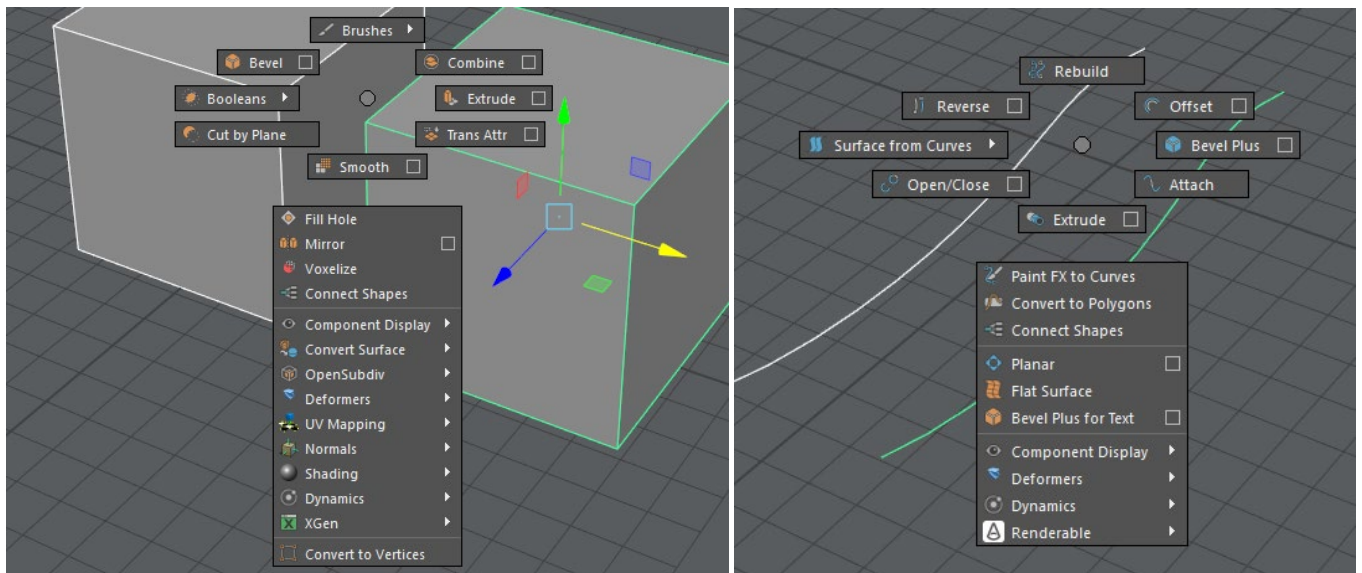 Brushes
Bevel
Combine
Booleans
Extrude
Cut by Plane
Trans Attr
Smooth
Fill Hole
Mirror
Voxelize
Connect Shapes
Component Display
Convert Surface
OpenSubdiv
Deformers
UV Mapping
Normals
Shading
Dynamics
XGen
Convert to Vertices
Rebuild
Reverse
Offset
Surface from Curves
Bevel Plus
Open/Close
Attach
Extrude
Paint FX to Curves
Convert to Polygons
Connect Shapes
Planar
Flat Surface
Bevel Plus for Text
Component Display
Deformers
Dynamics
Renderable